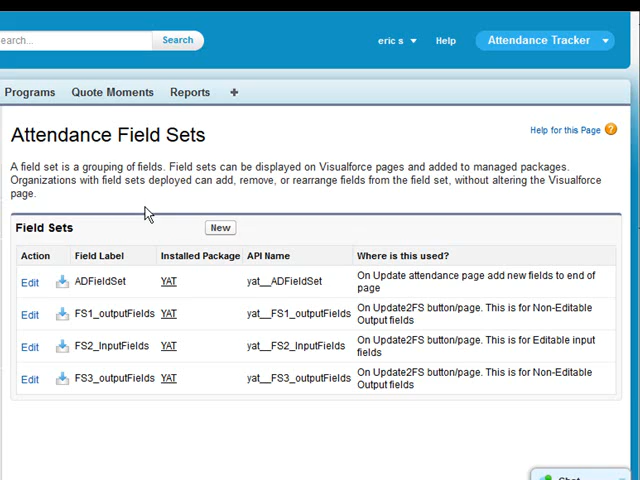 earch...
Search
eric s
Help
Attendance Tracker
Programs
Quote Moments
Reports
+
Attendance Field Sets
Help for this Page ?
A field set is a grouping of fields. Field sets can be displayed on Visualforce pages and added to managed packages.
Organizations with field sets deployed can add, remove, or rearrange fields from the field set, without altering the Visualforce
page.
Field Sets
New
Action Field Label Installed Package API Name Where is this used?
Edit ADFieldSet YAT yat__ADFieldSet On Update attendance page add new fields to end of
page
Edit FS1_outputFields YAT yat__FS1_outputFields On Update2FS button/page. This is for Non-Editable
Output fields
Edit FS2_InputFields YAT yat__FS2_InputFields On Update2FS button/page. This is for Editable input
fields
Edit FS3_outputFields YAT yat__FS3_outputFields On Update2FS button/page. This is for Non-Editable
Output fields
Chat